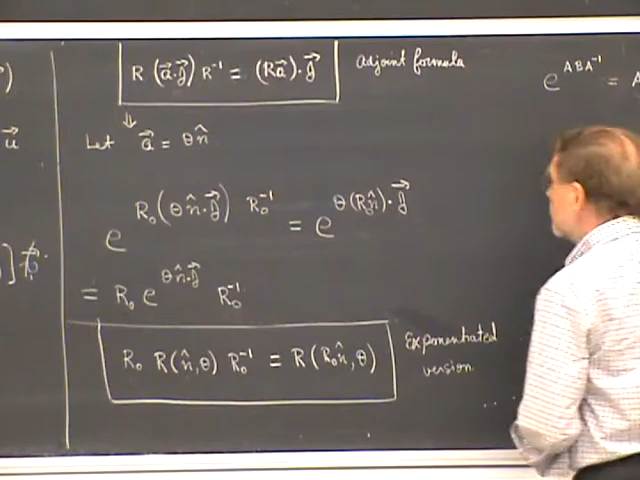 )
u⃗
]
R (a⃗·J⃗) R⁻¹ = (Ra⃗)·J⃗
adjoint formula
⇓
Let a⃗ = θn̂
e^{R₀(θn̂·J⃗) R₀⁻¹} = e^{θ(R₀n̂)·J⃗}
= R₀ e^{θn̂·J⃗} R₀⁻¹
R₀ R(n̂,θ) R₀⁻¹ = R(R₀n̂, θ)
Exponentiated
version
...
e^{ABA⁻¹} = A